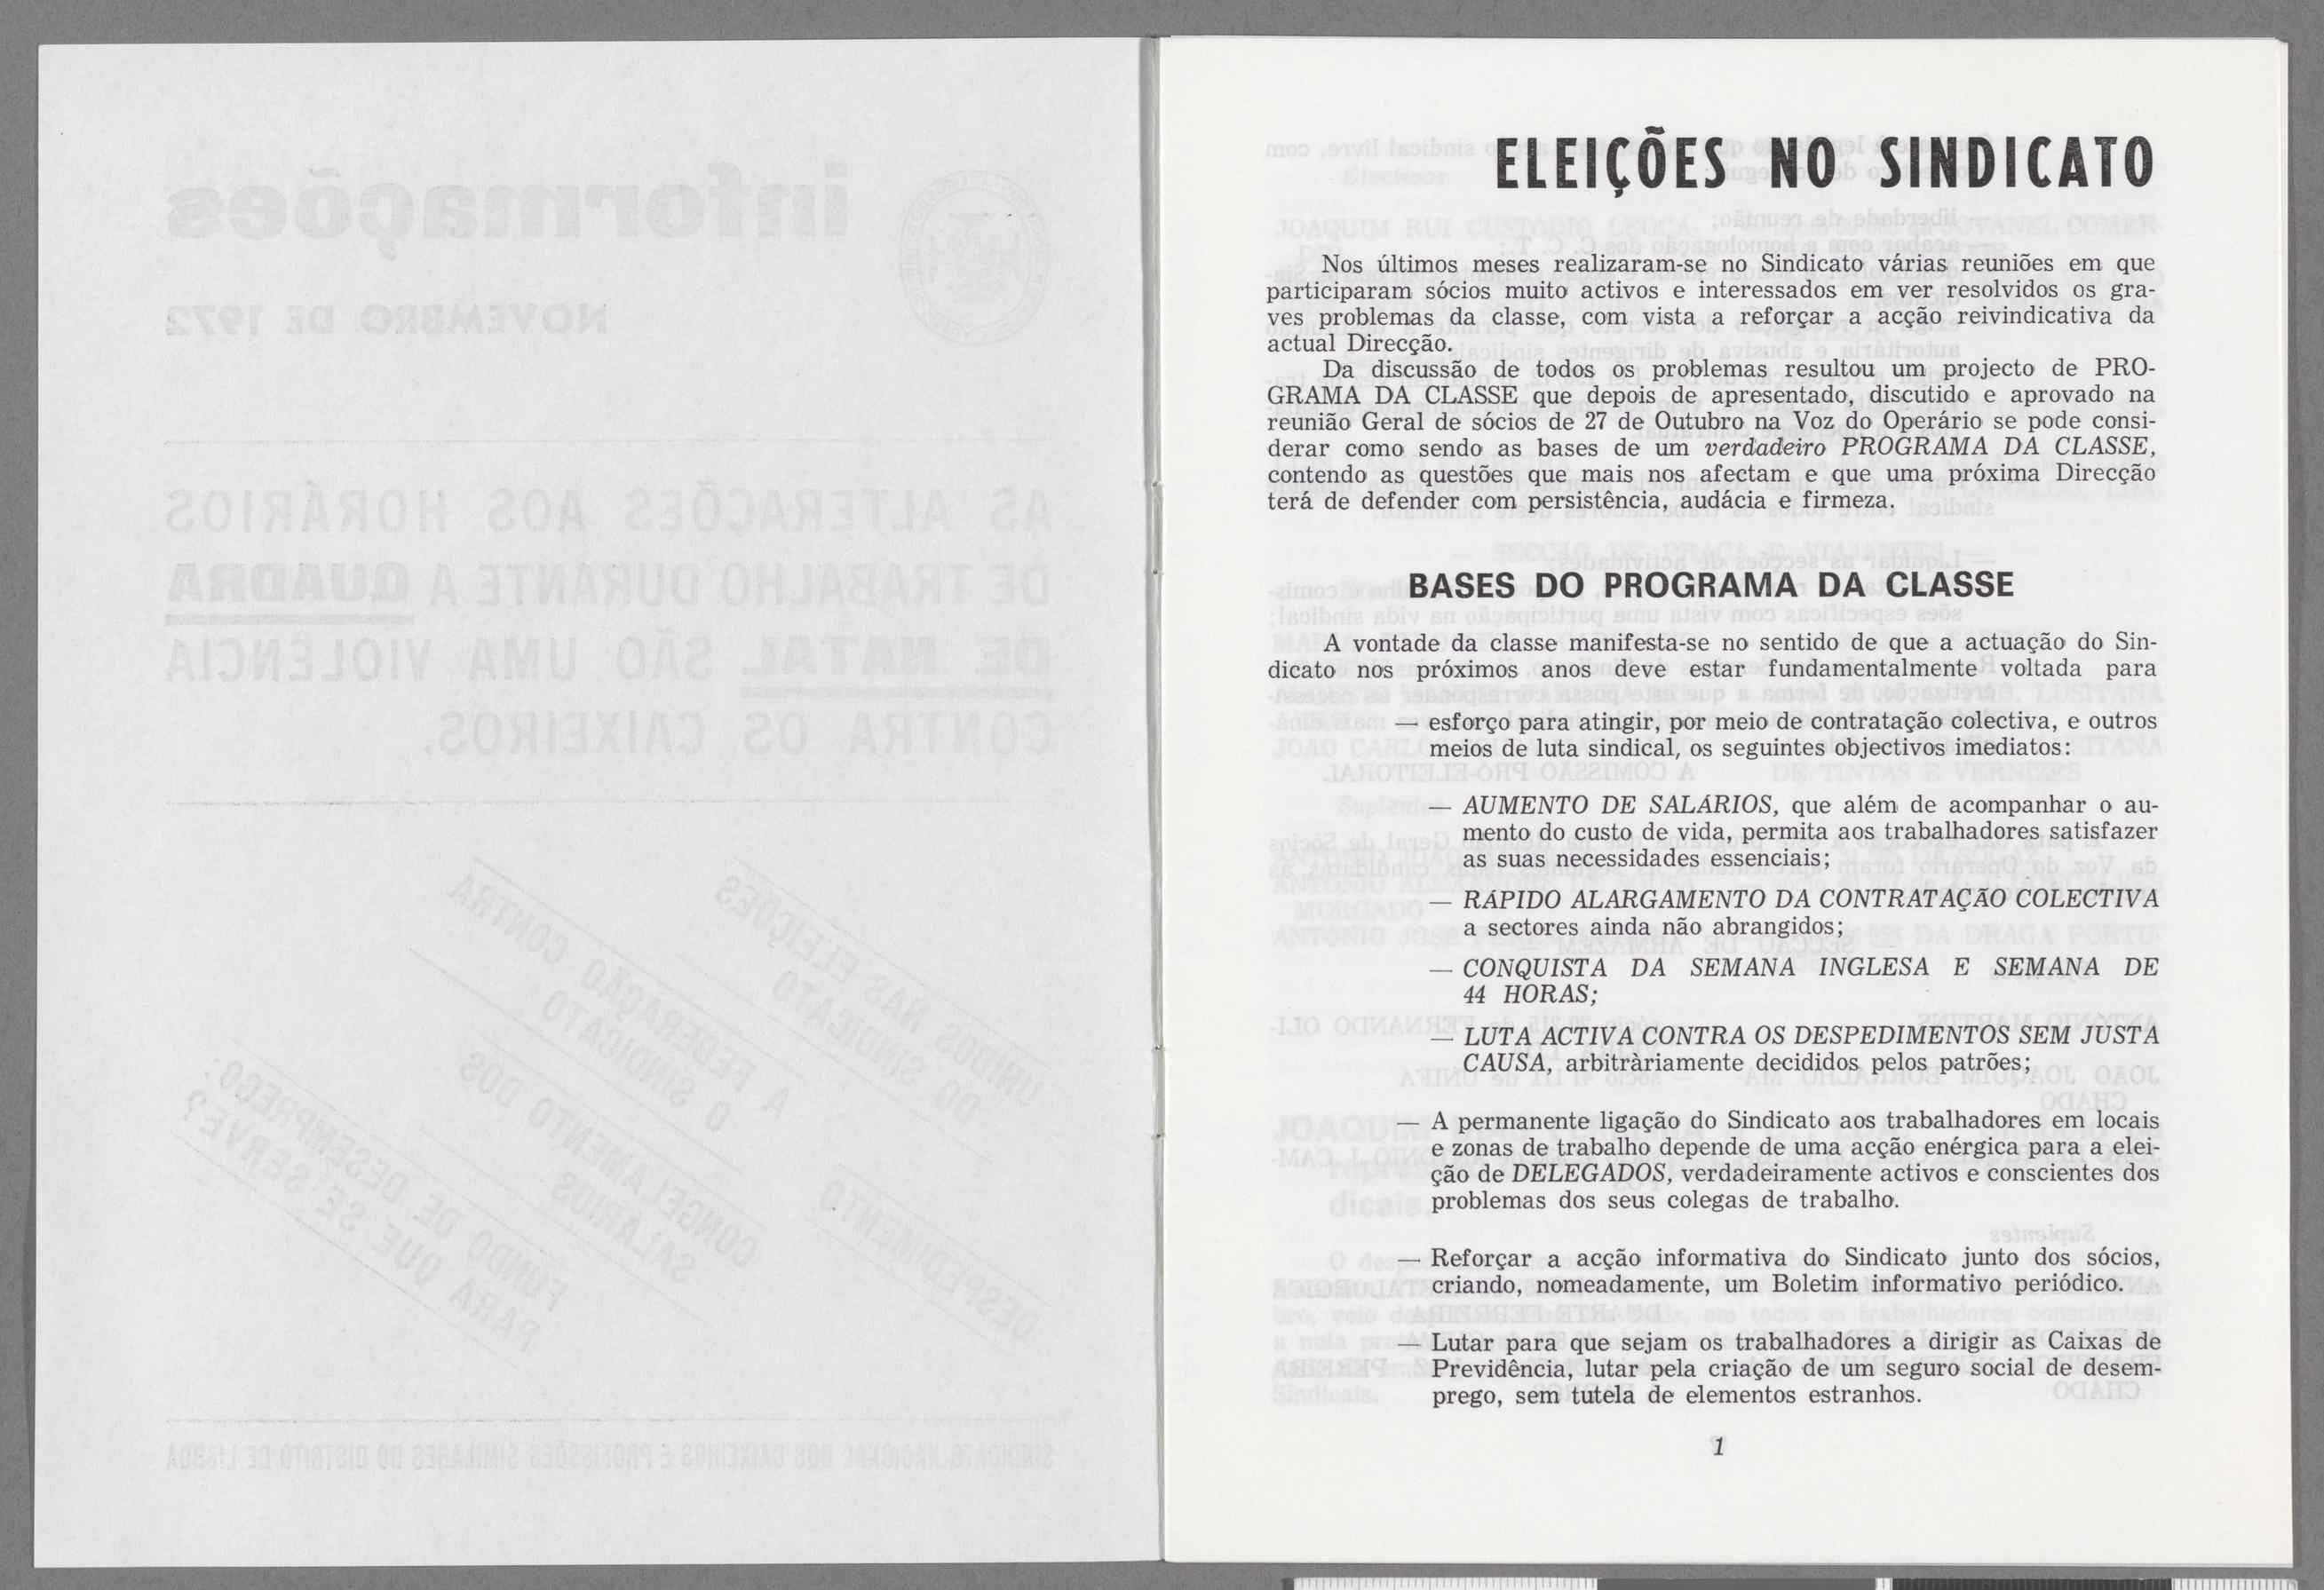 ELEIÇÕES NO SINDICATO
Nos últimos meses realizaram-se no Sindicato várias reuniões em que
participaram sócios muito activos e interessados em ver resolvidos os gra-
ves problemas da classe, com vista a reforçar a acção reivindicativa da
actual Direcção.
Da discussão de todos os problemas resultou um projecto de PRO-
GRAMA DA CLASSE que depois de apresentado, discutido e aprovado na
reunião Geral de sócios de 27 de Outubro na Voz do Operário se pode consi-
derar como sendo as bases de um verdadeiro PROGRAMA DA CLASSE,
contendo as questões que mais nos afectam e que uma próxima Direcção
terá de defender com persistência, audácia e firmeza.
BASES DO PROGRAMA DA CLASSE
A vontade da classe manifesta-se no sentido de que a actuação do Sin-
dicato nos próximos anos deve estar fundamentalmente voltada para
— esforço para atingir, por meio de contratação colectiva, e outros
meios de luta sindical, os seguintes objectivos imediatos:
— AUMENTO DE SALÁRIOS, que além de acompanhar o au-
mento do custo de vida, permita aos trabalhadores satisfazer
as suas necessidades essenciais;
— RÁPIDO ALARGAMENTO DA CONTRATAÇÃO COLECTIVA
a sectores ainda não abrangidos;
— CONQUISTA DA SEMANA INGLESA E SEMANA DE
44 HORAS;
— LUTA ACTIVA CONTRA OS DESPEDIMENTOS SEM JUSTA
CAUSA, arbitràriamente decididos pelos patrões;
— A permanente ligação do Sindicato aos trabalhadores em locais
e zonas de trabalho depende de uma acção enérgica para a elei-
ção de DELEGADOS, verdadeiramente activos e conscientes dos
problemas dos seus colegas de trabalho.
— Reforçar a acção informativa do Sindicato junto dos sócios,
criando, nomeadamente, um Boletim informativo periódico.
— Lutar para que sejam os trabalhadores a dirigir as Caixas de
Previdência, lutar pela criação de um seguro social de desem-
prego, sem tutela de elementos estranhos.
1